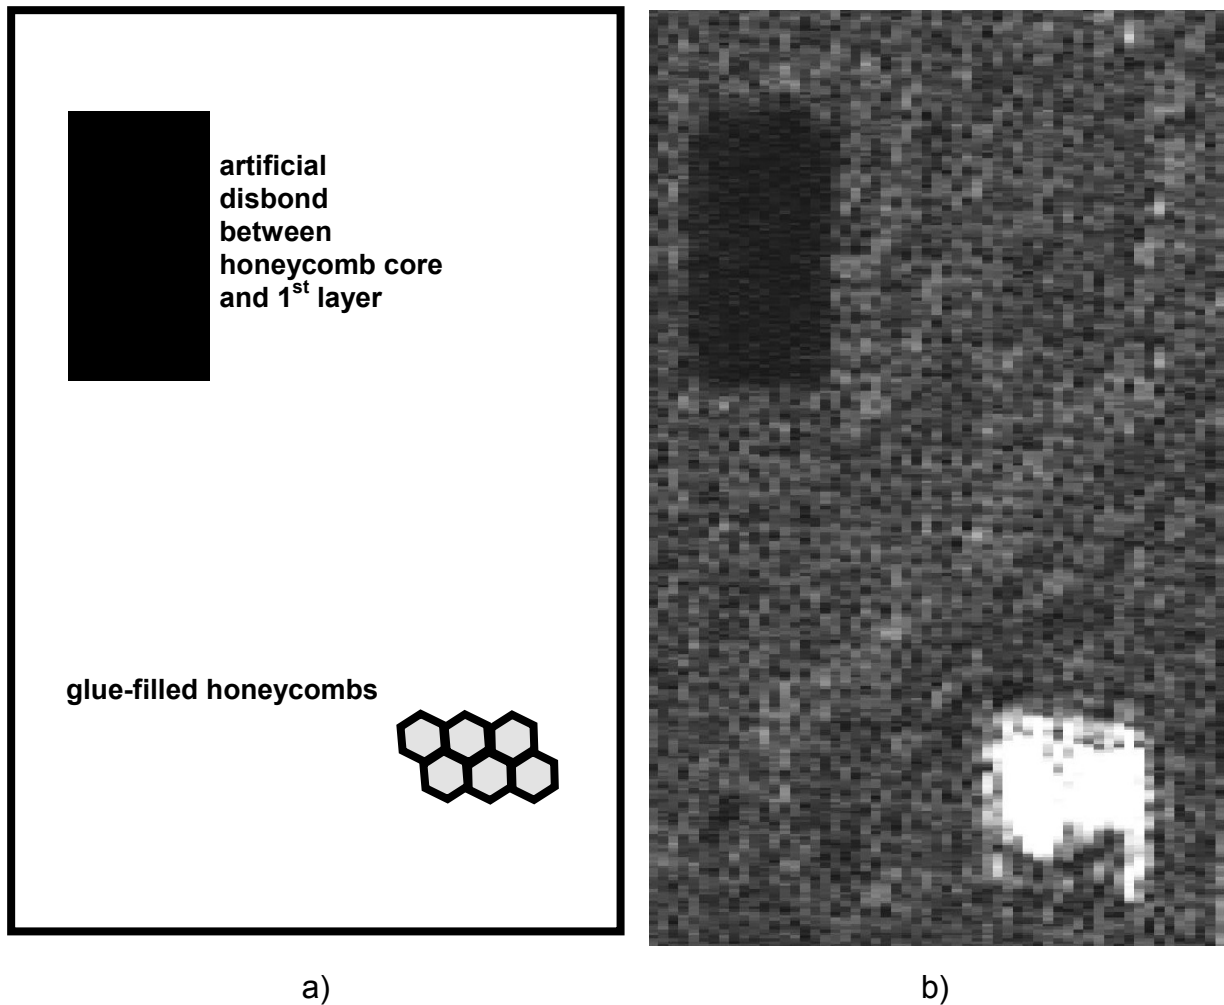 artificial
disbond
between
honeycomb core
and 1st layer
glue-filled honeycombs
a)
b)